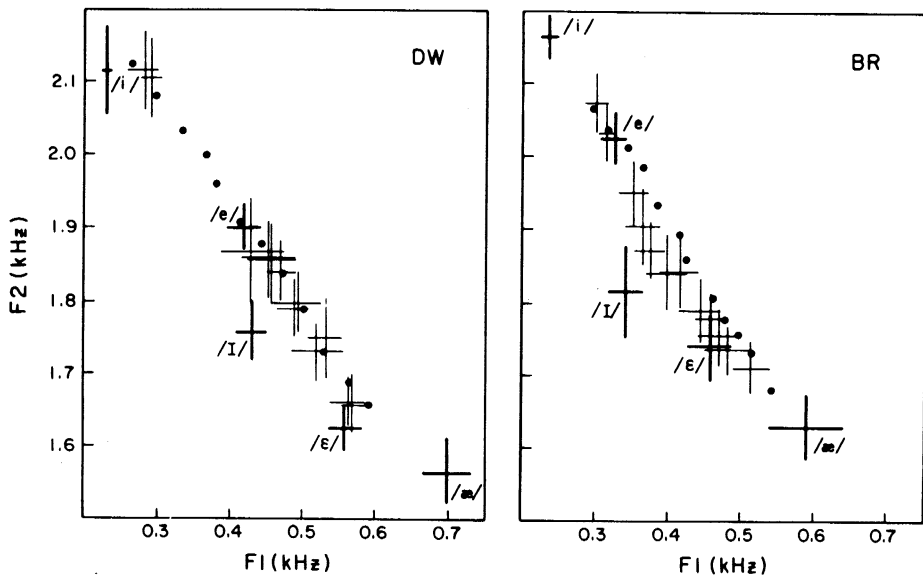 DW
BR
2.1
2.0
1.9
1.8
1.7
1.6
F2 (kHz)
/i/
/e/
/I/
/ɛ/
/æ/
/i/
/e/
/I/
/ɛ/
/æ/
0.3 0.4 0.5 0.6 0.7
0.3 0.4 0.5 0.6 0.7
F1 (kHz)
F1 (kHz)